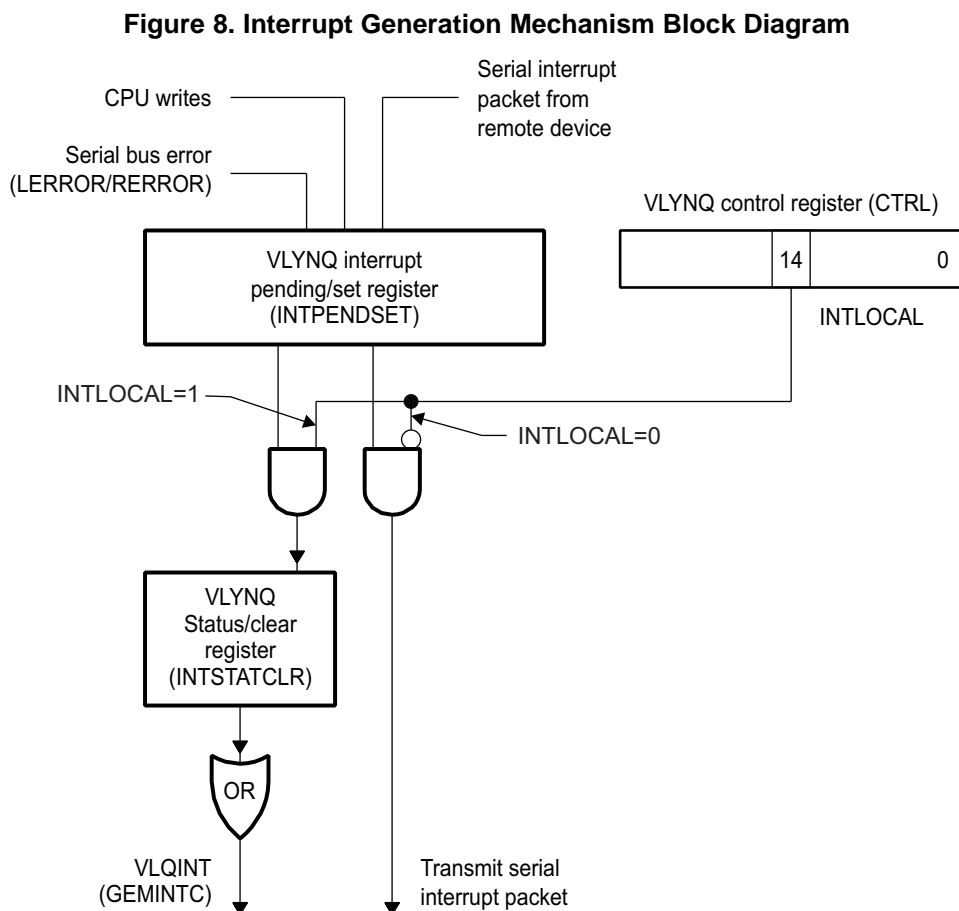 Figure 8. Interrupt Generation Mechanism Block Diagram
CPU writes
Serial interrupt
packet from
remote device
Serial bus error
(LERROR/RERROR)
VLYNQ control register (CTRL)
VLYNQ interrupt
pending/set register
(INTPENDSET)
14
0
INTLOCAL
INTLOCAL=1
INTLOCAL=0
VLYNQ
Status/clear
register
(INTSTATCLR)
OR
VLQINT
(GEMINTC)
Transmit serial
interrupt packet